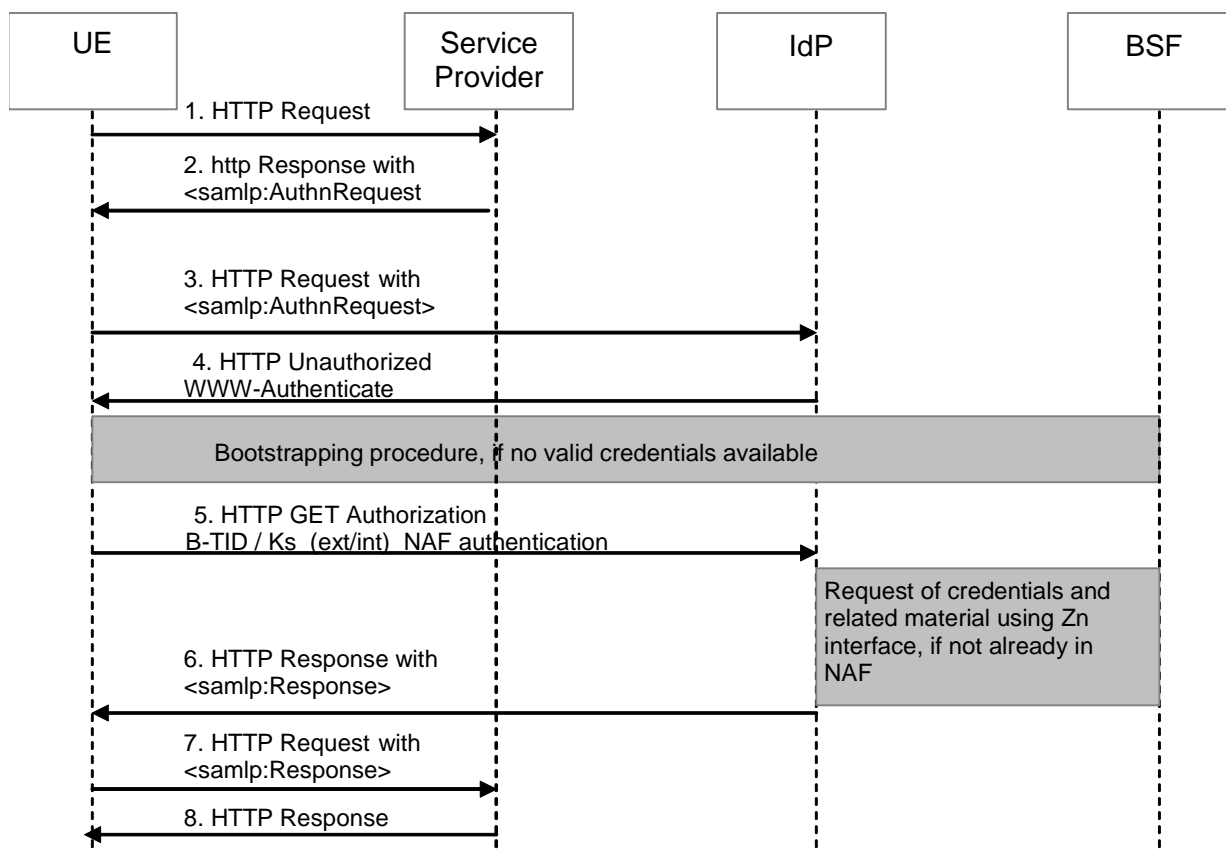 UE
Service
Provider
IdP
BSF
1. HTTP Request
2. http Response with
<samlp:AuthnRequest
3. HTTP Request with
<samlp:AuthnRequest>
4. HTTP Unauthorized
WWW-Authenticate
Bootstrapping procedure, if no valid credentials available
5. HTTP GET Authorization
B-TID / Ks_(ext/int)_NAF authentication
Request of credentials and
related material using Zn
interface, if not already in
NAF
6. HTTP Response with
<samlp:Response>
7. HTTP Request with
<samlp:Response>
8. HTTP Response